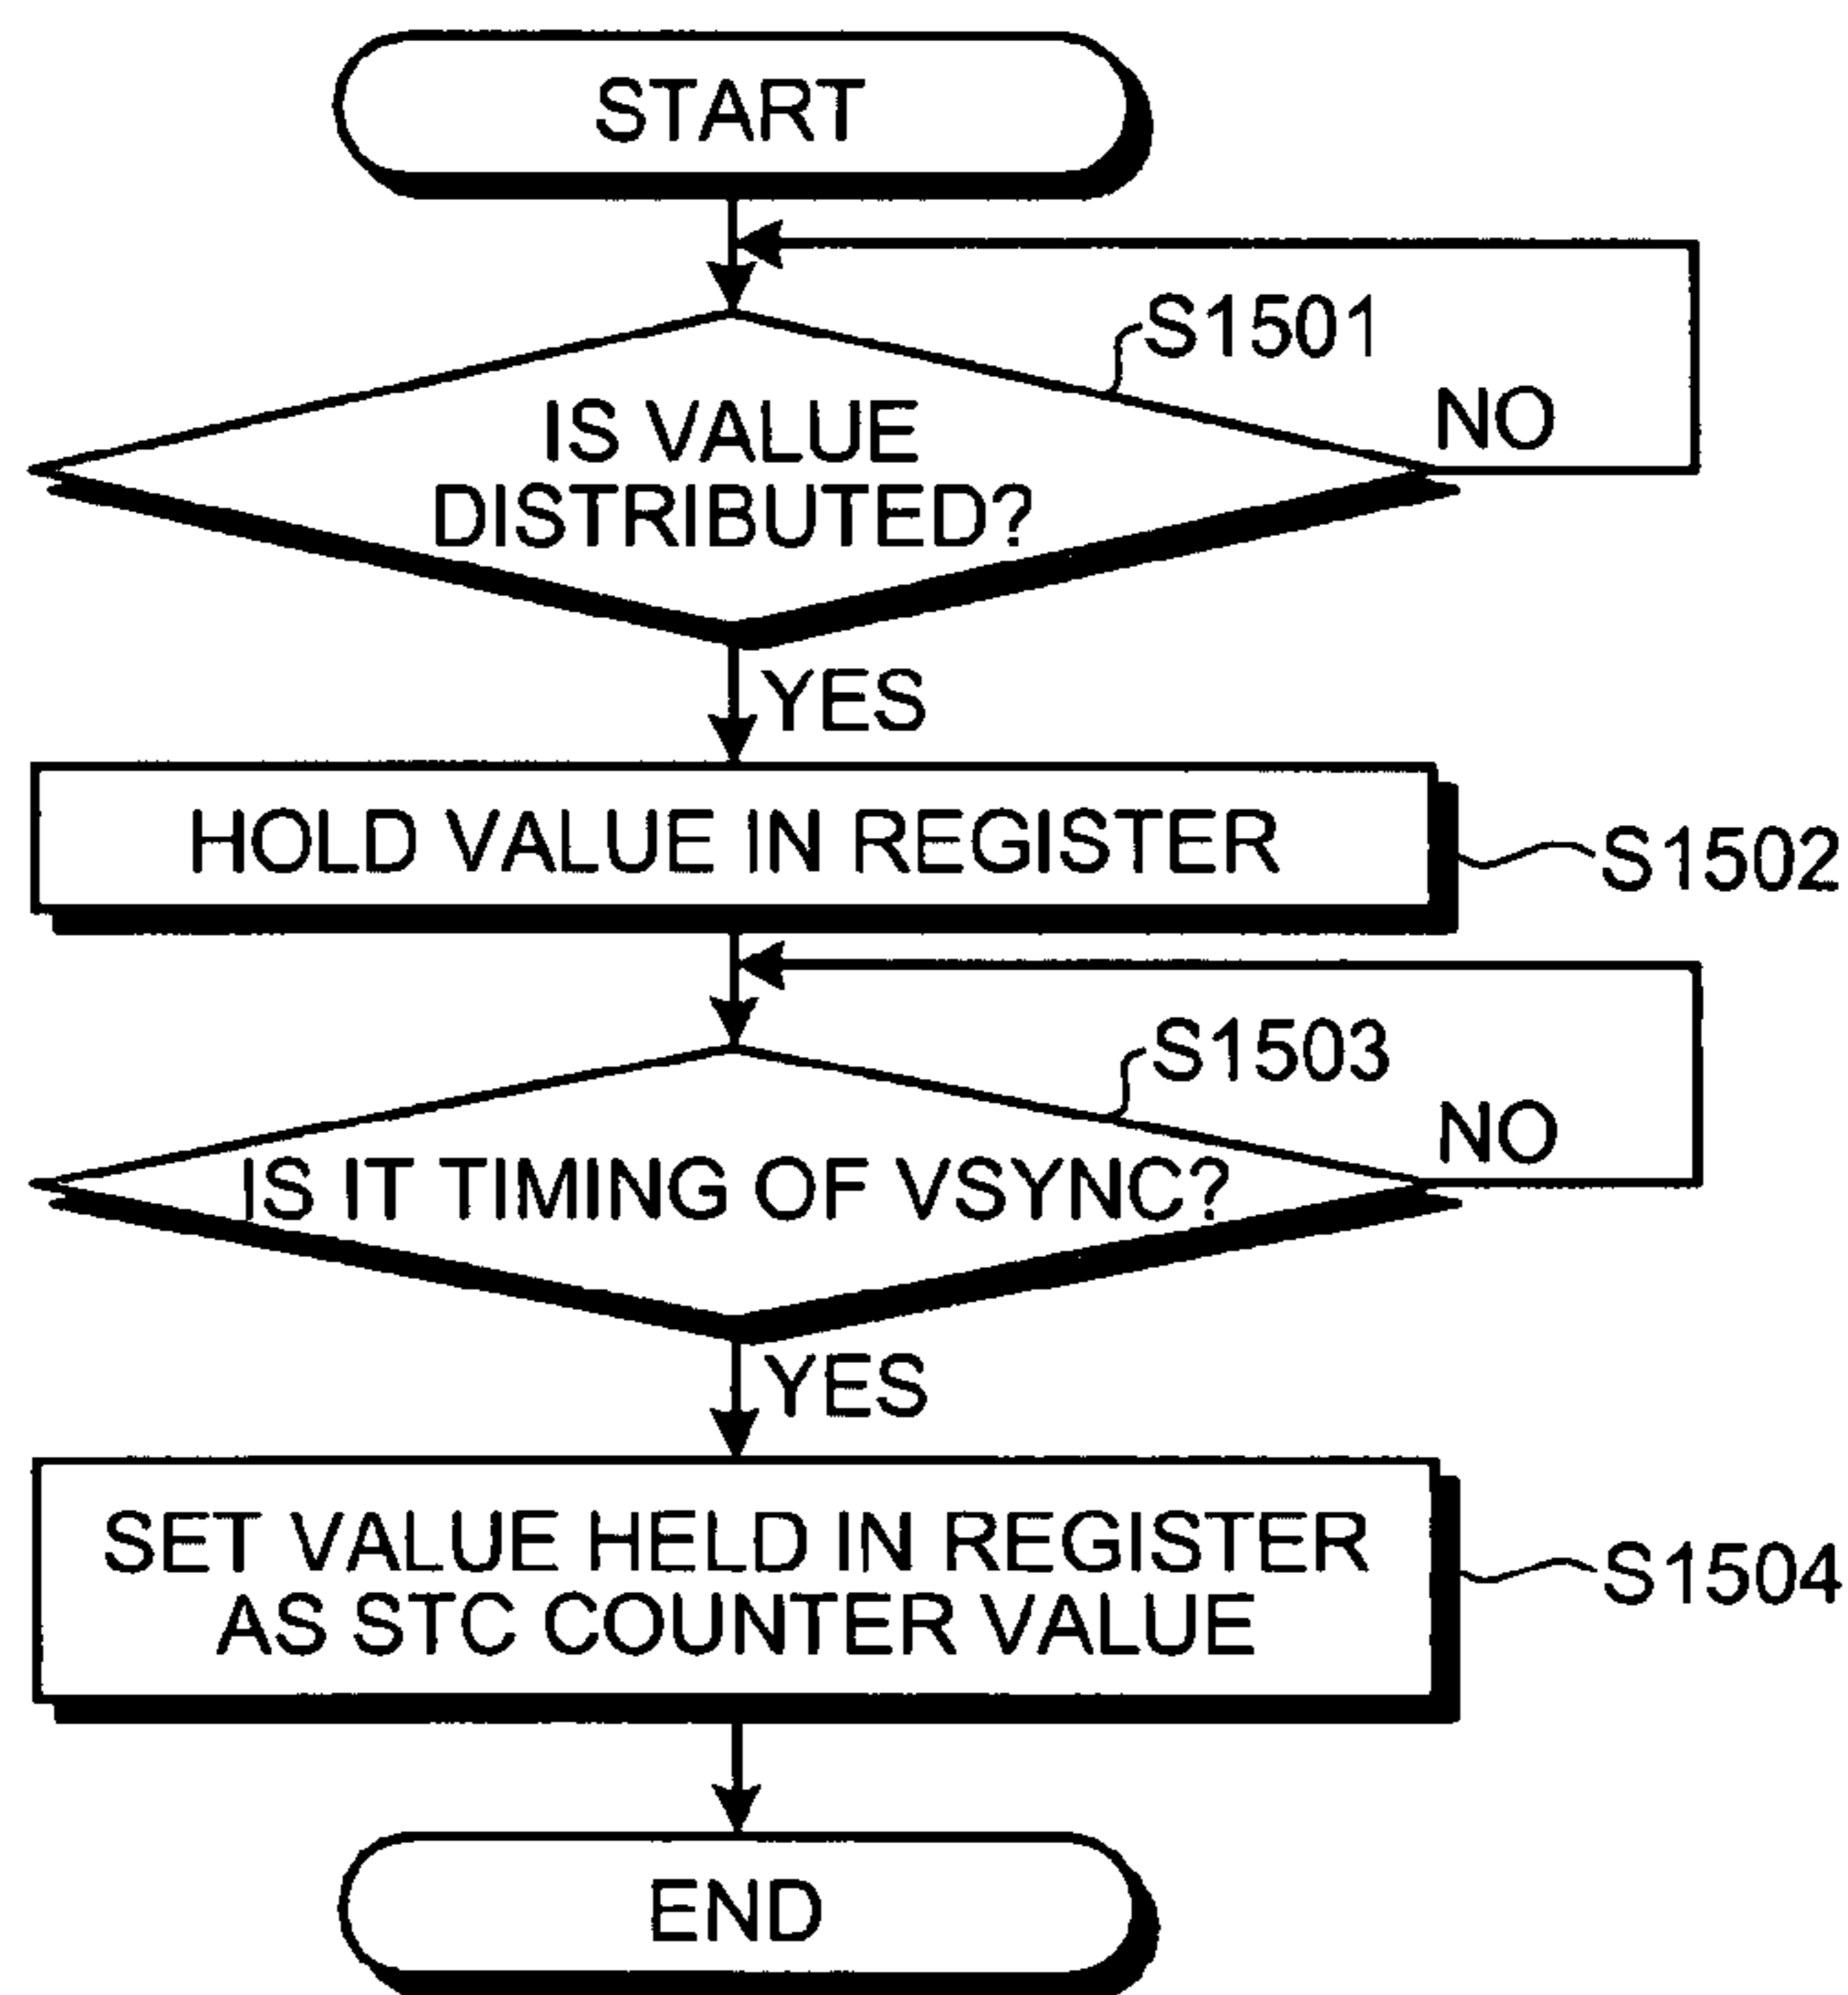 START
S1501
NO
IS VALUE
DISTRIBUTED?
YES
HOLD VALUE IN REGISTER
S1502
S1503
NO
IS IT TIMING OF VSYNC?
YES
SET VALUE HELD IN REGISTER
AS STC COUNTER VALUE
S1504
END